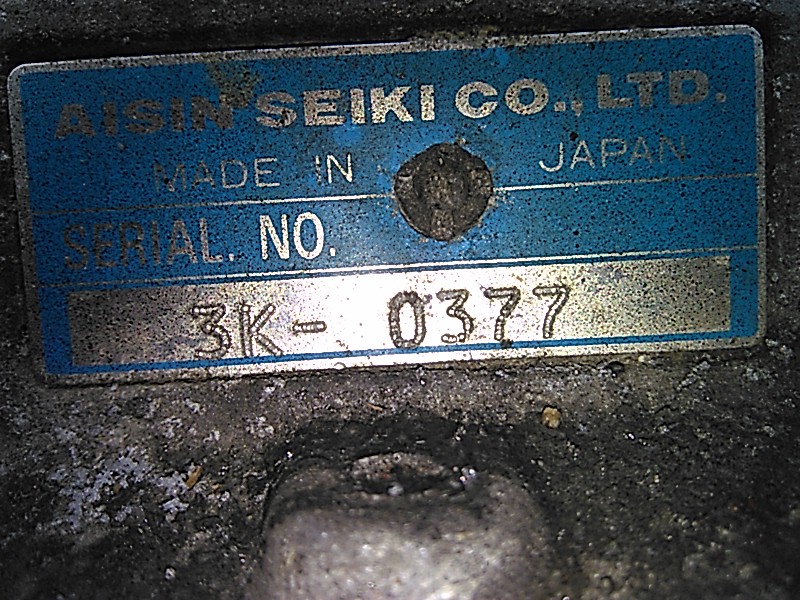 AISIN SEIKI CO., LTD.
MADE IN JAPAN
SERIAL. NO.
3K- 0377